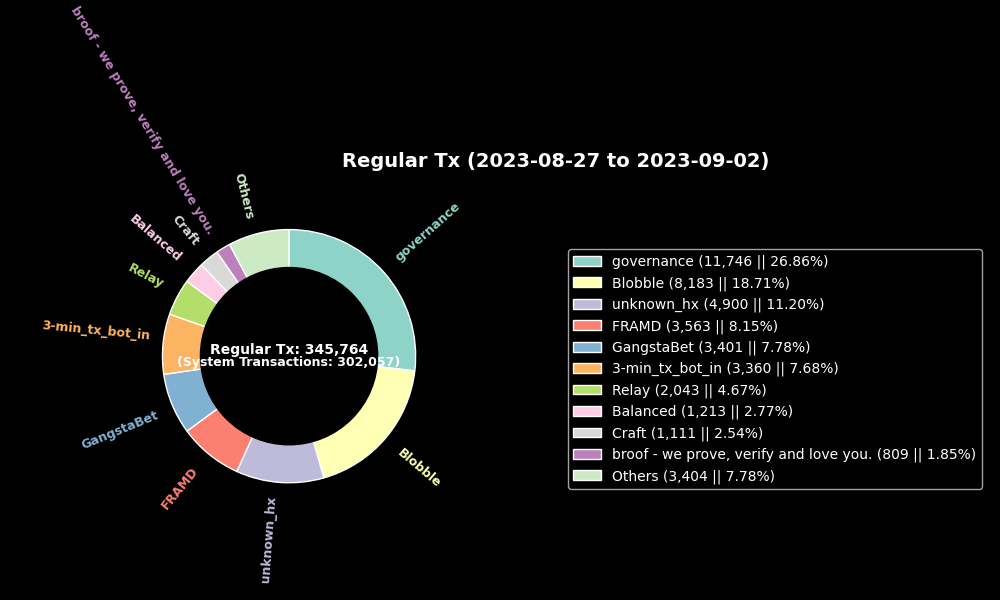 Regular Tx (2023-08-27 to 2023-09-02)
broof - we prove, verify and love you.
Others
governance
Craft
Balanced
Relay
3-min_tx_bot_in
GangstaBet
FRAMD
unknown_hx
Blobble
Regular Tx: 345,764
(System Transactions: 302,057)
governance (11,746 || 26.86%)
Blobble (8,183 || 18.71%)
unknown_hx (4,900 || 11.20%)
FRAMD (3,563 || 8.15%)
GangstaBet (3,401 || 7.78%)
3-min_tx_bot_in (3,360 || 7.68%)
Relay (2,043 || 4.67%)
Balanced (1,213 || 2.77%)
Craft (1,111 || 2.54%)
broof - we prove, verify and love you. (809 || 1.85%)
Others (3,404 || 7.78%)